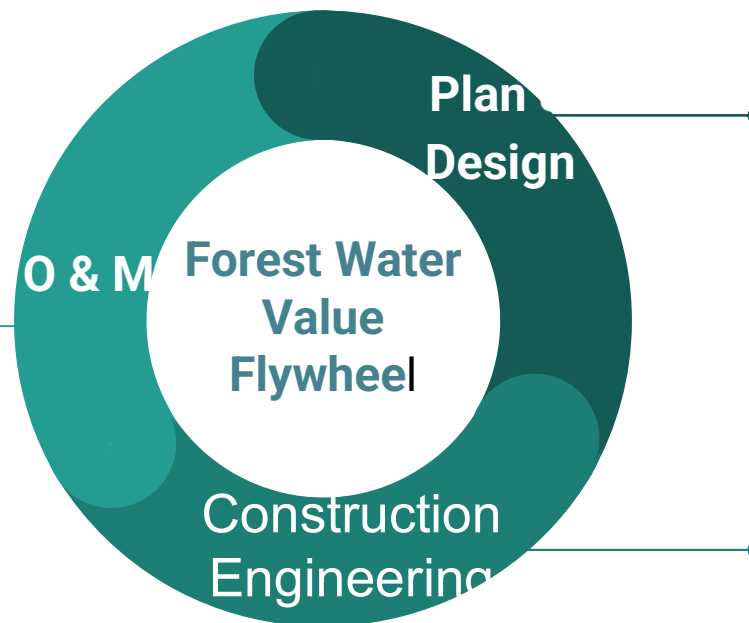 Plan
Design
O & M
Forest Water
Value
Flywheel
Construction
Engineering